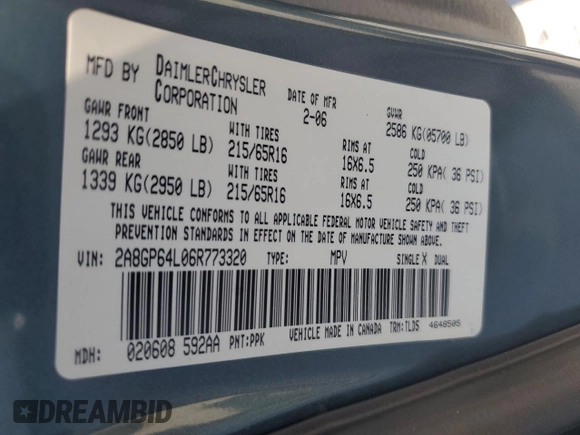 MFD BY DAIMLERCHRYSLER CORPORATION
DATE OF MFR 2-06
GVWR 2586 KG(05700 LB)
GAWR FRONT WITH TIRES RIMS AT COLD
1293 KG(2850 LB) 215/65R16 16X6.5 250 KPA( 36 PSI)
GAWR REAR WITH TIRES RIMS AT COLD
1339 KG(2950 LB) 215/65R16 16X6.5 250 KPA( 36 PSI)
THIS VEHICLE CONFORMS TO ALL APPLICABLE FEDERAL MOTOR VEHICLE SAFETY AND THEFT
PREVENTION STANDARDS IN EFFECT ON THE DATE OF MANUFACTURE SHOWN ABOVE.
VIN: 2A8GP64L06R773320 TYPE: MPV SINGLE X DUAL
MDH: 020608 592AA PNT:PPK VEHICLE MADE IN CANADA TRM:TLD5 4648505
DREAMBID